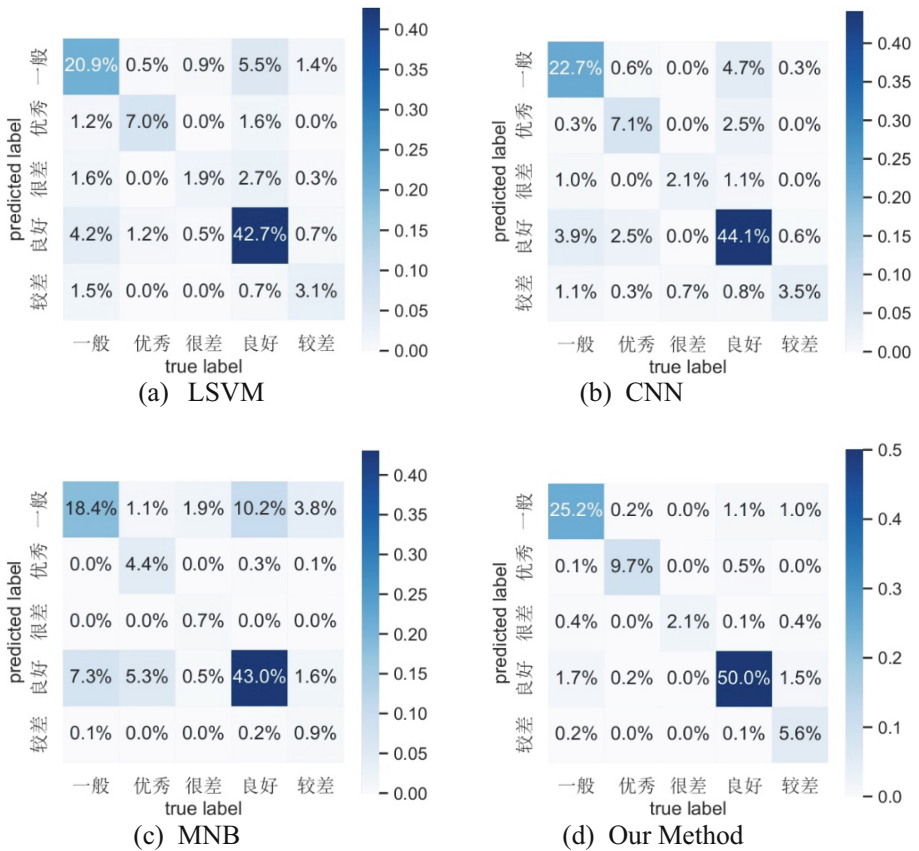 一般 20.9% 0.5% 0.9% 5.5% 1.4%
优秀 1.2% 7.0% 0.0% 1.6% 0.0%
很差 1.6% 0.0% 1.9% 2.7% 0.3%
良好 4.2% 1.2% 0.5% 42.7% 0.7%
较差 1.5% 0.0% 0.0% 0.7% 3.1%
predicted label
一般 优秀 很差 良好 较差
true label
0.40
0.35
0.30
0.25
0.20
0.15
0.10
0.05
0.00
(a) LSVM
一般 22.7% 0.6% 0.0% 4.7% 0.3%
优秀 0.3% 7.1% 0.0% 2.5% 0.0%
很差 1.0% 0.0% 2.1% 1.1% 0.0%
良好 3.9% 2.5% 0.0% 44.1% 0.6%
较差 1.1% 0.3% 0.7% 0.8% 3.5%
predicted label
一般 优秀 很差 良好 较差
true label
0.40
0.35
0.30
0.25
0.20
0.15
0.10
0.05
0.00
(b) CNN
一般 18.4% 1.1% 1.9% 10.2% 3.8%
优秀 0.0% 4.4% 0.0% 0.3% 0.1%
很差 0.0% 0.0% 0.7% 0.0% 0.0%
良好 7.3% 5.3% 0.5% 43.0% 1.6%
较差 0.1% 0.0% 0.0% 0.2% 0.9%
predicted label
一般 优秀 很差 良好 较差
true label
0.40
0.35
0.30
0.25
0.20
0.15
0.10
0.05
0.00
(c) MNB
一般 25.2% 0.2% 0.0% 1.1% 1.0%
优秀 0.1% 9.7% 0.0% 0.5% 0.0%
很差 0.4% 0.0% 2.1% 0.1% 0.4%
良好 1.7% 0.2% 0.0% 50.0% 1.5%
较差 0.2% 0.0% 0.0% 0.1% 5.6%
predicted label
一般 优秀 很差 良好 较差
true label
0.5
0.4
0.3
0.2
0.1
0.0
(d) Our Method